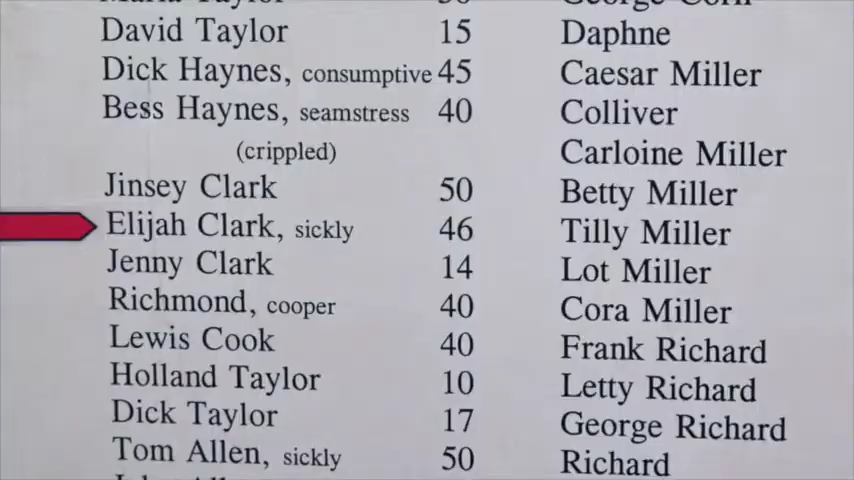 David Taylor 15
Dick Haynes, consumptive 45
Bess Haynes, seamstress 40
(crippled)
Jinsey Clark 50
Elijah Clark, sickly 46
Jenny Clark 14
Richmond, cooper 40
Lewis Cook 40
Holland Taylor 10
Dick Taylor 17
Tom Allen, sickly 50
Daphne
Caesar Miller
Colliver
Carloine Miller
Betty Miller
Tilly Miller
Lot Miller
Cora Miller
Frank Richard
Letty Richard
George Richard
Richard